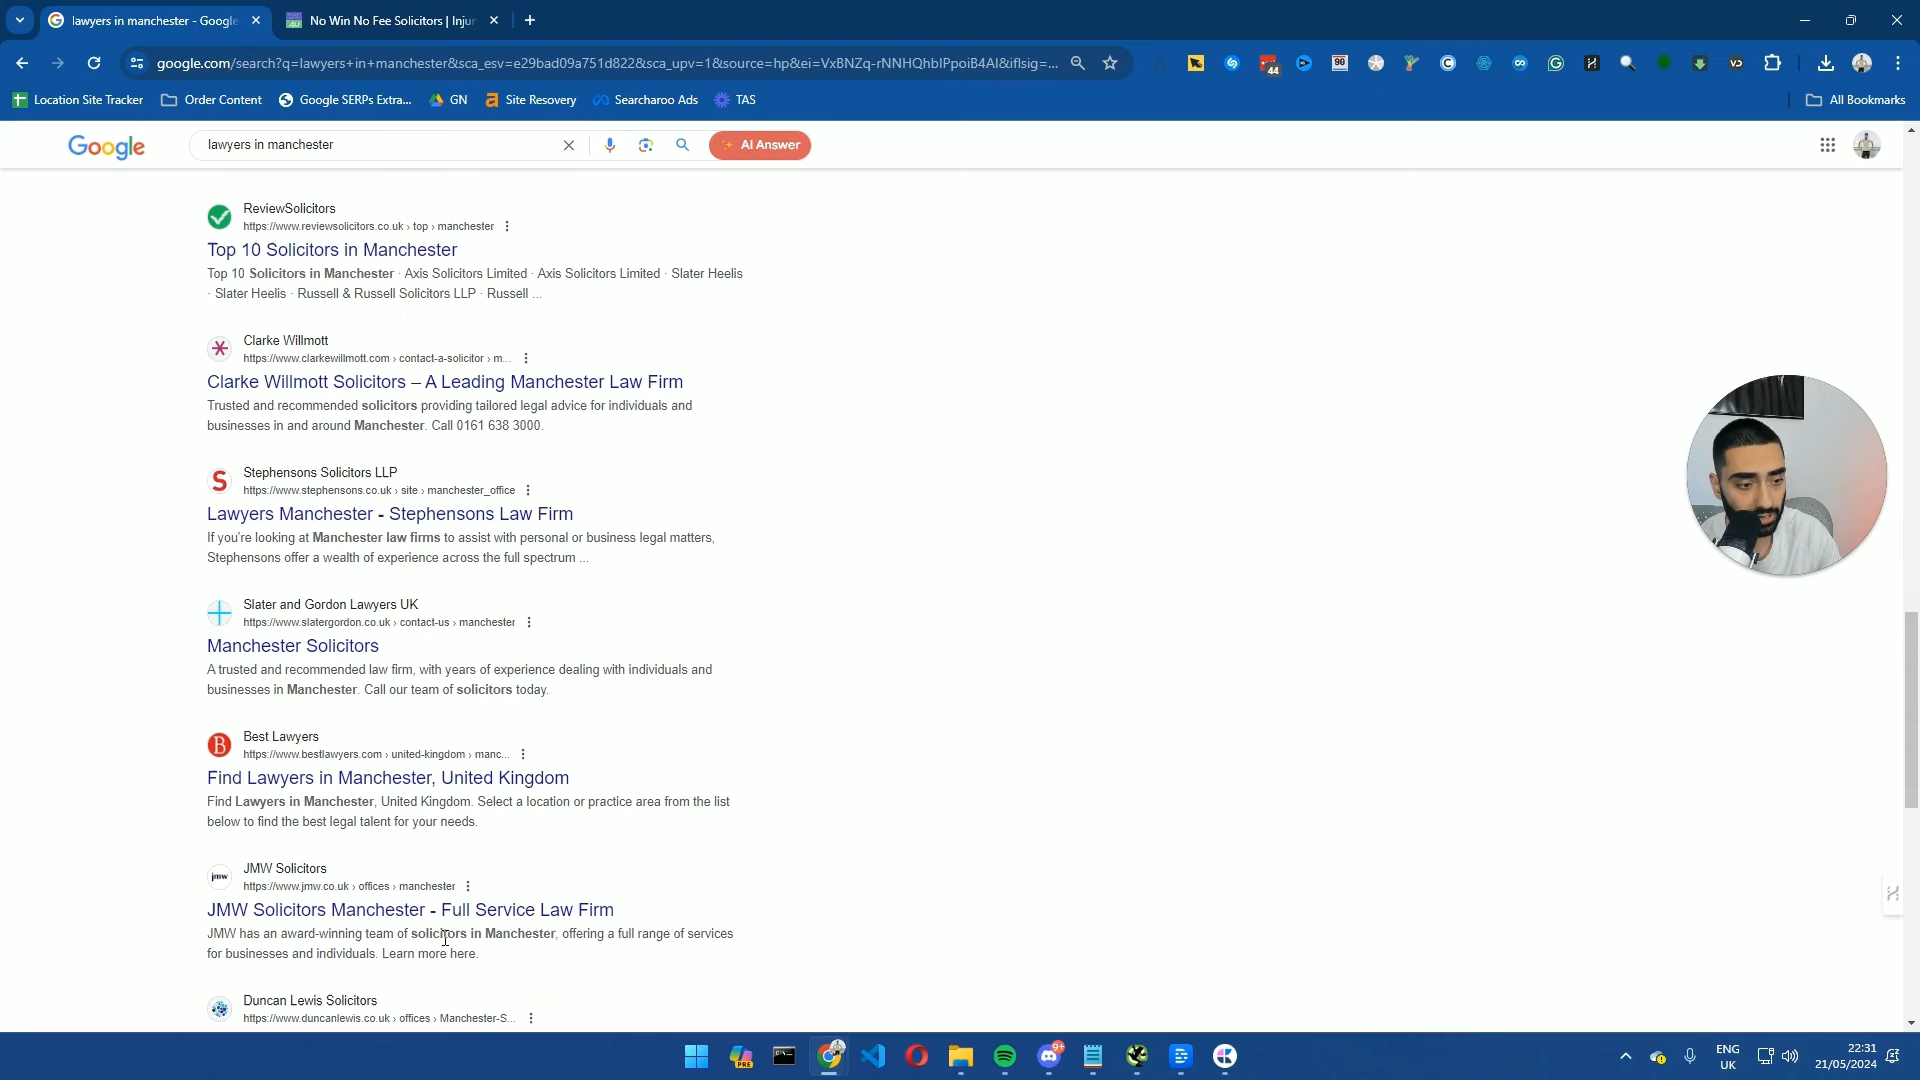 lawyers in manchester - Google
No Win No Fee Solicitors | Inju
google.com/search?q=lawyers+in+manchester&sca_esv=e29bad09a751d822&sca_upv=1&source=hp&ei=VxBNZq-rNNHQhbIPpoiB4AI&iflsig=...
44
90
Location Site Tracker
Order Content
Google SERPs Extra...
GN
Site Recovery
Searcharoo Ads
TAS
All Bookmarks
Google
lawyers in manchester
AI Answer
ReviewSolicitors
https://www.reviewsolicitors.co.uk › top › manchester
Top 10 Solicitors in Manchester
Top 10 Solicitors in Manchester · Axis Solicitors Limited · Axis Solicitors Limited · Slater Heelis
· Slater Heelis · Russell & Russell Solicitors LLP · Russell ...
Clarke Willmott
https://www.clarkewillmott.com › contact-a-solicitor › m...
Clarke Willmott Solicitors – A Leading Manchester Law Firm
Trusted and recommended solicitors providing tailored legal advice for individuals and
businesses in and around Manchester. Call 0161 638 3000.
S
Stephensons Solicitors LLP
https://www.stephensons.co.uk › site › manchester_office
Lawyers Manchester - Stephensons Law Firm
If you're looking at Manchester law firms to assist with personal or business legal matters,
Stephensons offer a wealth of experience across the full spectrum ...
Slater and Gordon Lawyers UK
https://www.slatergordon.co.uk › contact-us › manchester
Manchester Solicitors
A trusted and recommended law firm, with years of experience dealing with individuals and
businesses in Manchester. Call our team of solicitors today.
B
Best Lawyers
https://www.bestlawyers.com › united-kingdom › manc...
Find Lawyers in Manchester, United Kingdom
Find Lawyers in Manchester, United Kingdom. Select a location or practice area from the list
below to find the best legal talent for your needs.
jmw
JMW Solicitors
https://www.jmw.co.uk › offices › manchester
JMW Solicitors Manchester - Full Service Law Firm
JMW has an award-winning team of solicitors in Manchester, offering a full range of services
for businesses and individuals. Learn more here.
Duncan Lewis Solicitors
https://www.duncanlewis.co.uk › offices › Manchester-S...
PRE
9+
ENG
UK
22:31
21/05/2024